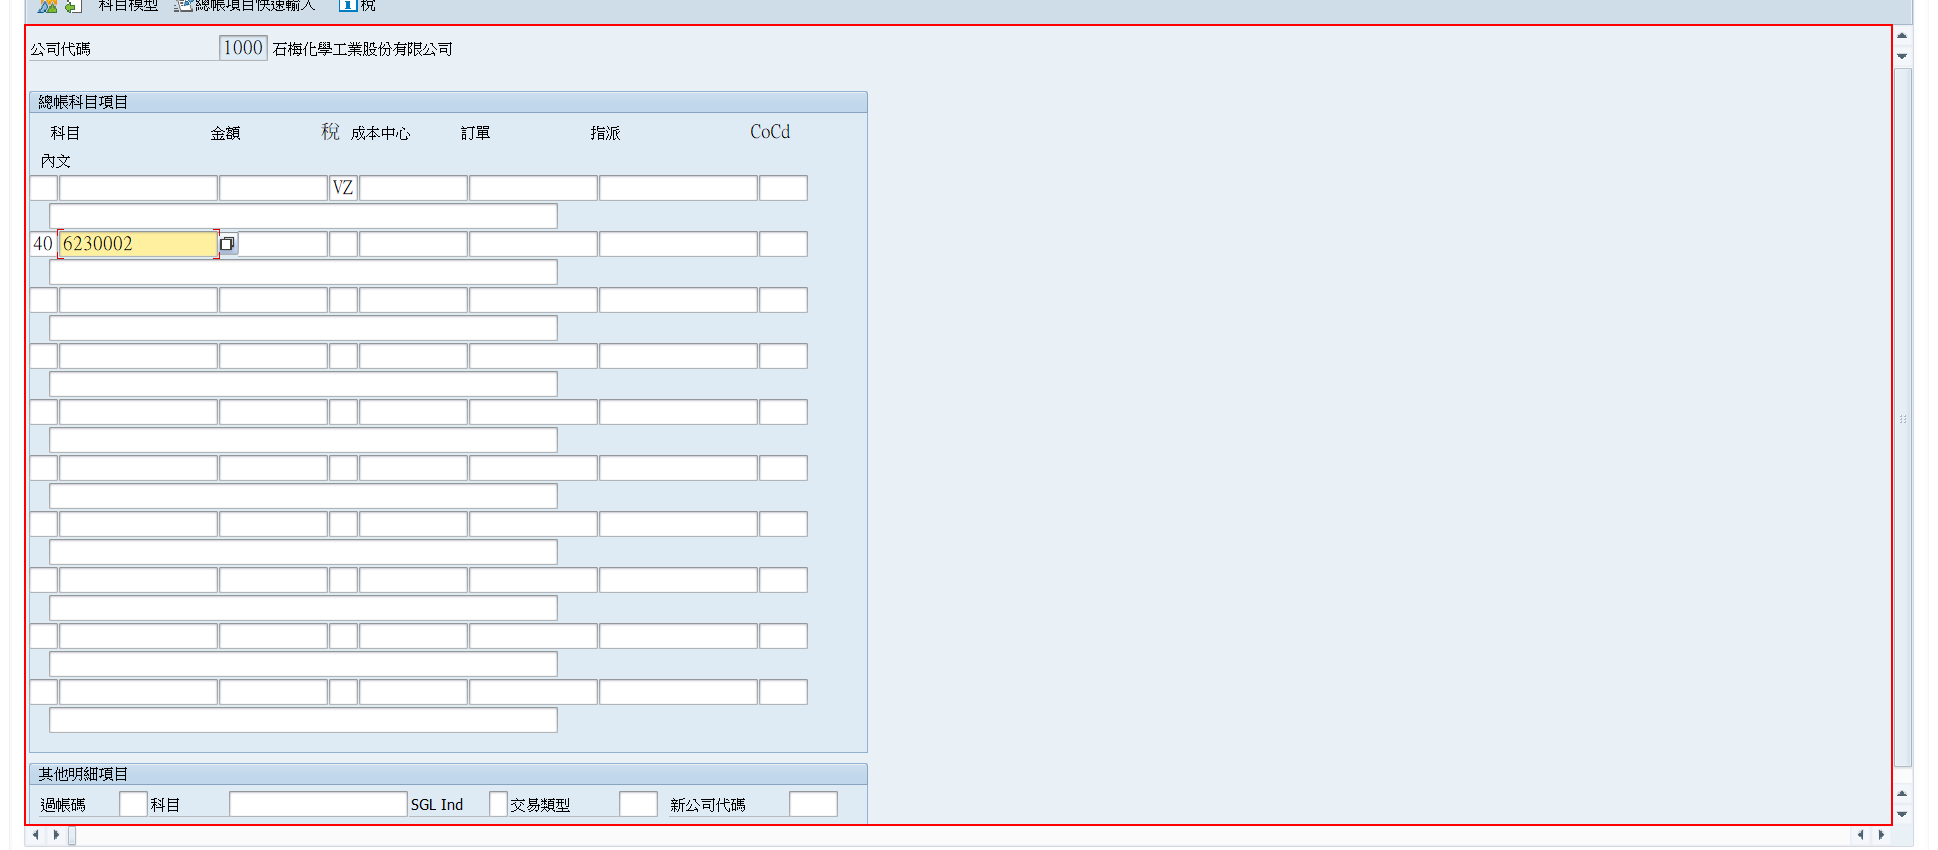 科目模型 總帳項目快速輸入 稅
公司代碼 1000 石梅化學工業股份有限公司
總帳科目項目
科目 金額 稅 成本中心 訂單 指派 CoCd
內文
VZ
40 6230002
其他明細項目
過帳碼 科目 SGL Ind 交易類型 新公司代碼